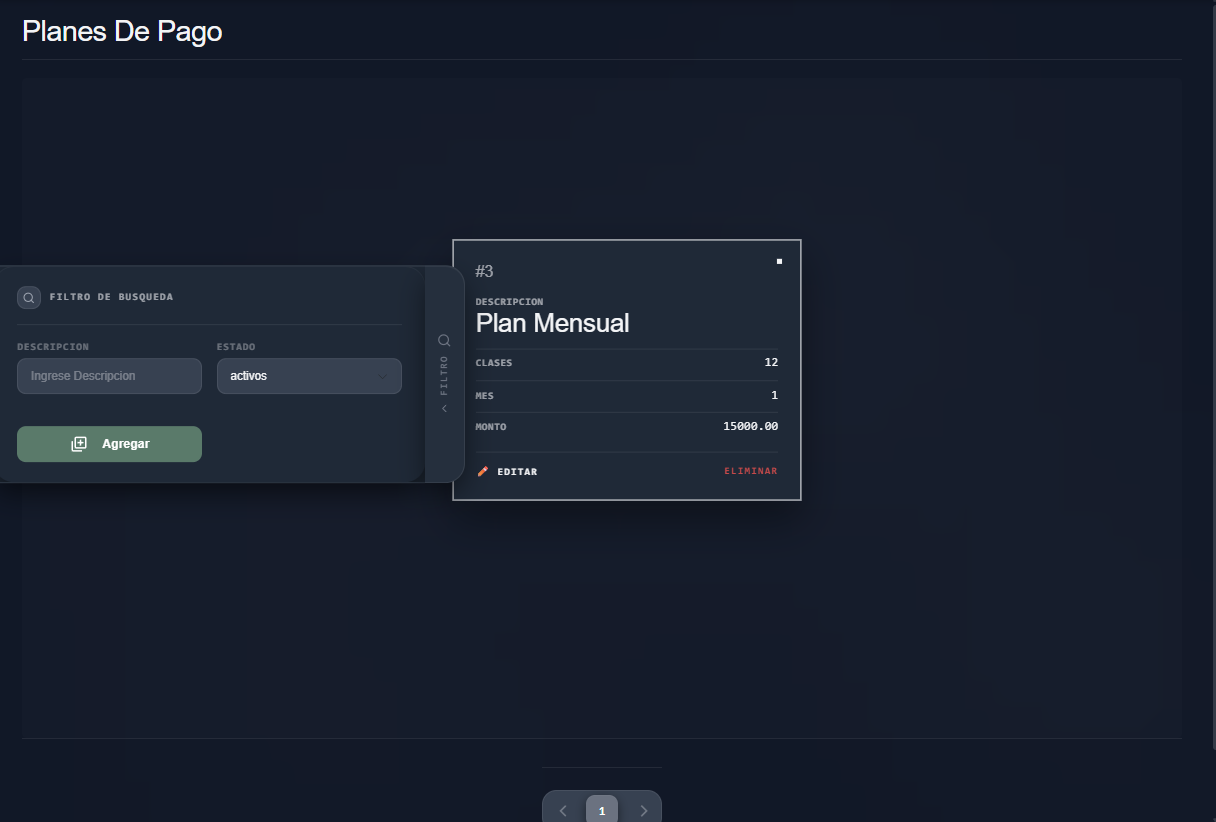 Planes De Pago
FILTRO DE BUSQUEDA
DESCRIPCION
ESTADO
Ingrese Descripcion
activos
Agregar
FILTRO
#3
DESCRIPCION
Plan Mensual
CLASES 12
MES 1
MONTO 15000.00
EDITAR ELIMINAR
1